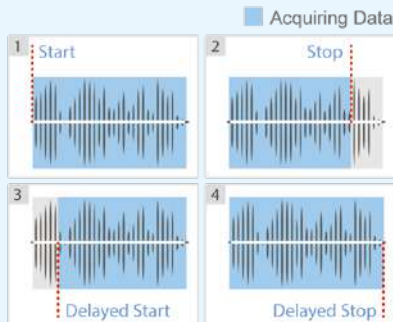 Acquiring Data
1
Start
2
Stop
3
Delayed Start
4
Delayed Stop